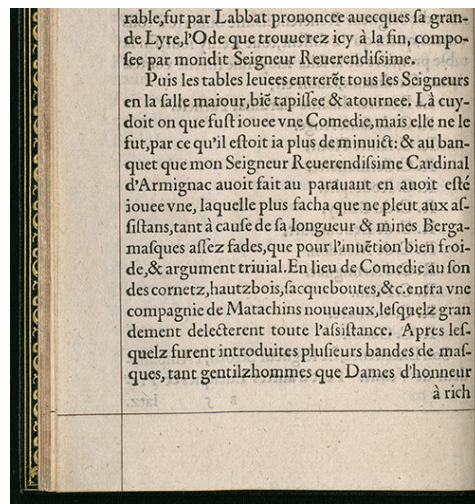 rable,fut par Labbat prononcee auecques ſa gran-
de Lyre,l'Ode que trouuerez icy à la fin, compo-
ſee par mondit Seigneur Reuerendiſsime.
Puis les tables leuees entrerẽt tous les Seigneurs
en la ſalle maiour,biẽ tapiſſee & atournee. Là cuy-
doit on que fuſt iouee vne Comedie,mais elle ne le
fut,par ce qu'il eſtoit ia plus de minuict: & au ban-
quet que mon Seigneur Reuerendiſsime Cardinal
d'Armignac auoit fait au parauant en auoit eſté
iouee vne, laquelle plus facha que ne pleut aux aſ-
ſiſtans,tant à cauſe de ſa longueur & mines Berga-
maſques aſſez fades,que pour l'inuẽtion bien froi-
de,& argument triuial.En lieu de Comedie au ſon
des cornetz,hautzbois,ſacqueboutes,&c.entra vne
compagnie de Matachins nouueaux,leſquelz gran
dement delecterent toute l'aſsiſtance. Apres leſ-
quelz furent introduites pluſieurs bandes de maſ-
ques, tant gentilzhommes que Dames d'honneur
à rich